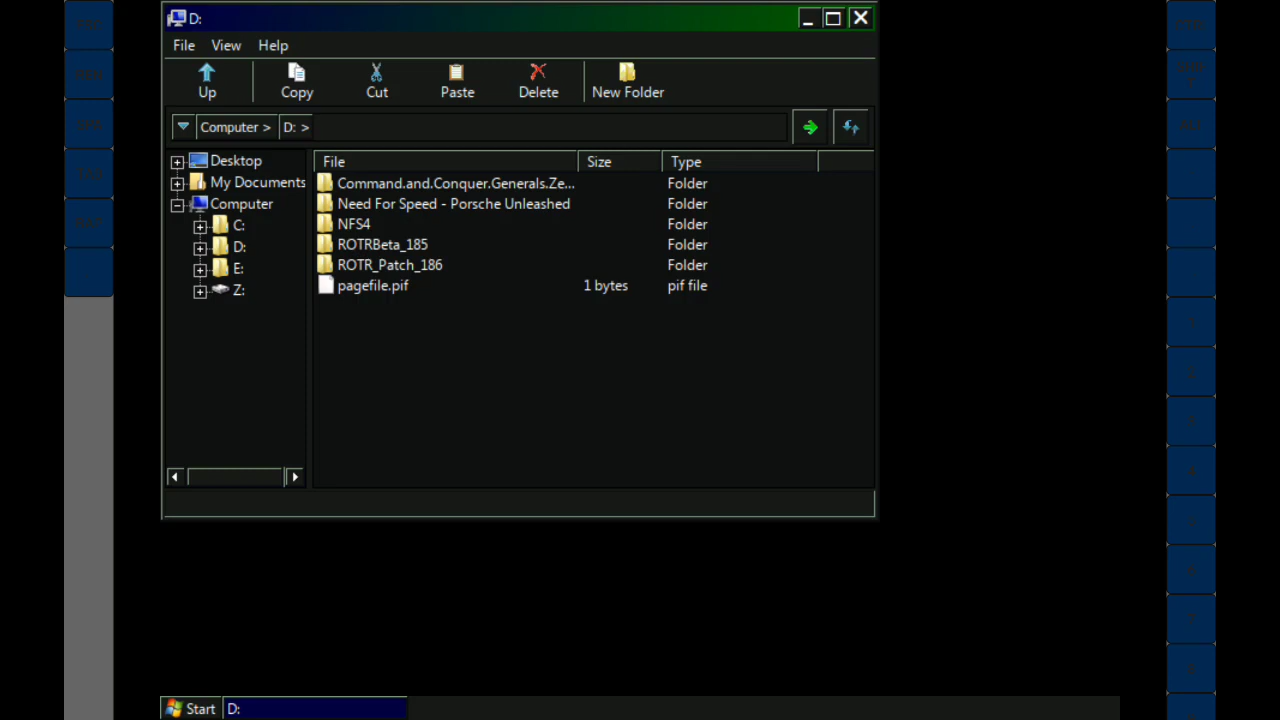 D:
File View Help
Up Copy Cut Paste Delete New Folder
Computer > D: >
Desktop
My Documents
Computer
C:
D:
E:
Z:
File Size Type
Command.and.Conquer.Generals.Ze... Folder
Need For Speed - Porsche Unleashed Folder
NFS4 Folder
ROTRBeta_185 Folder
ROTR_Patch_186 Folder
pagefile.pif 1 bytes pif file
Start D: